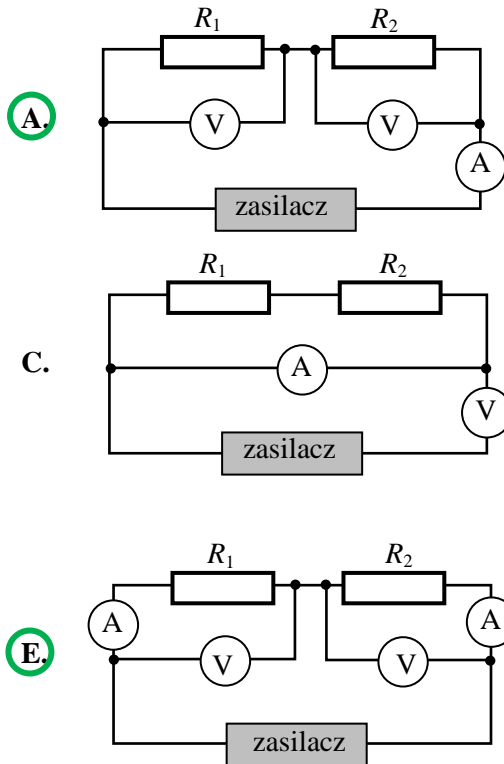 R₁ R₂
A.
V V
A
zasilacz
R₁ R₂
C.
A
V
zasilacz
R₁ R₂
A A
E.
V V
zasilacz